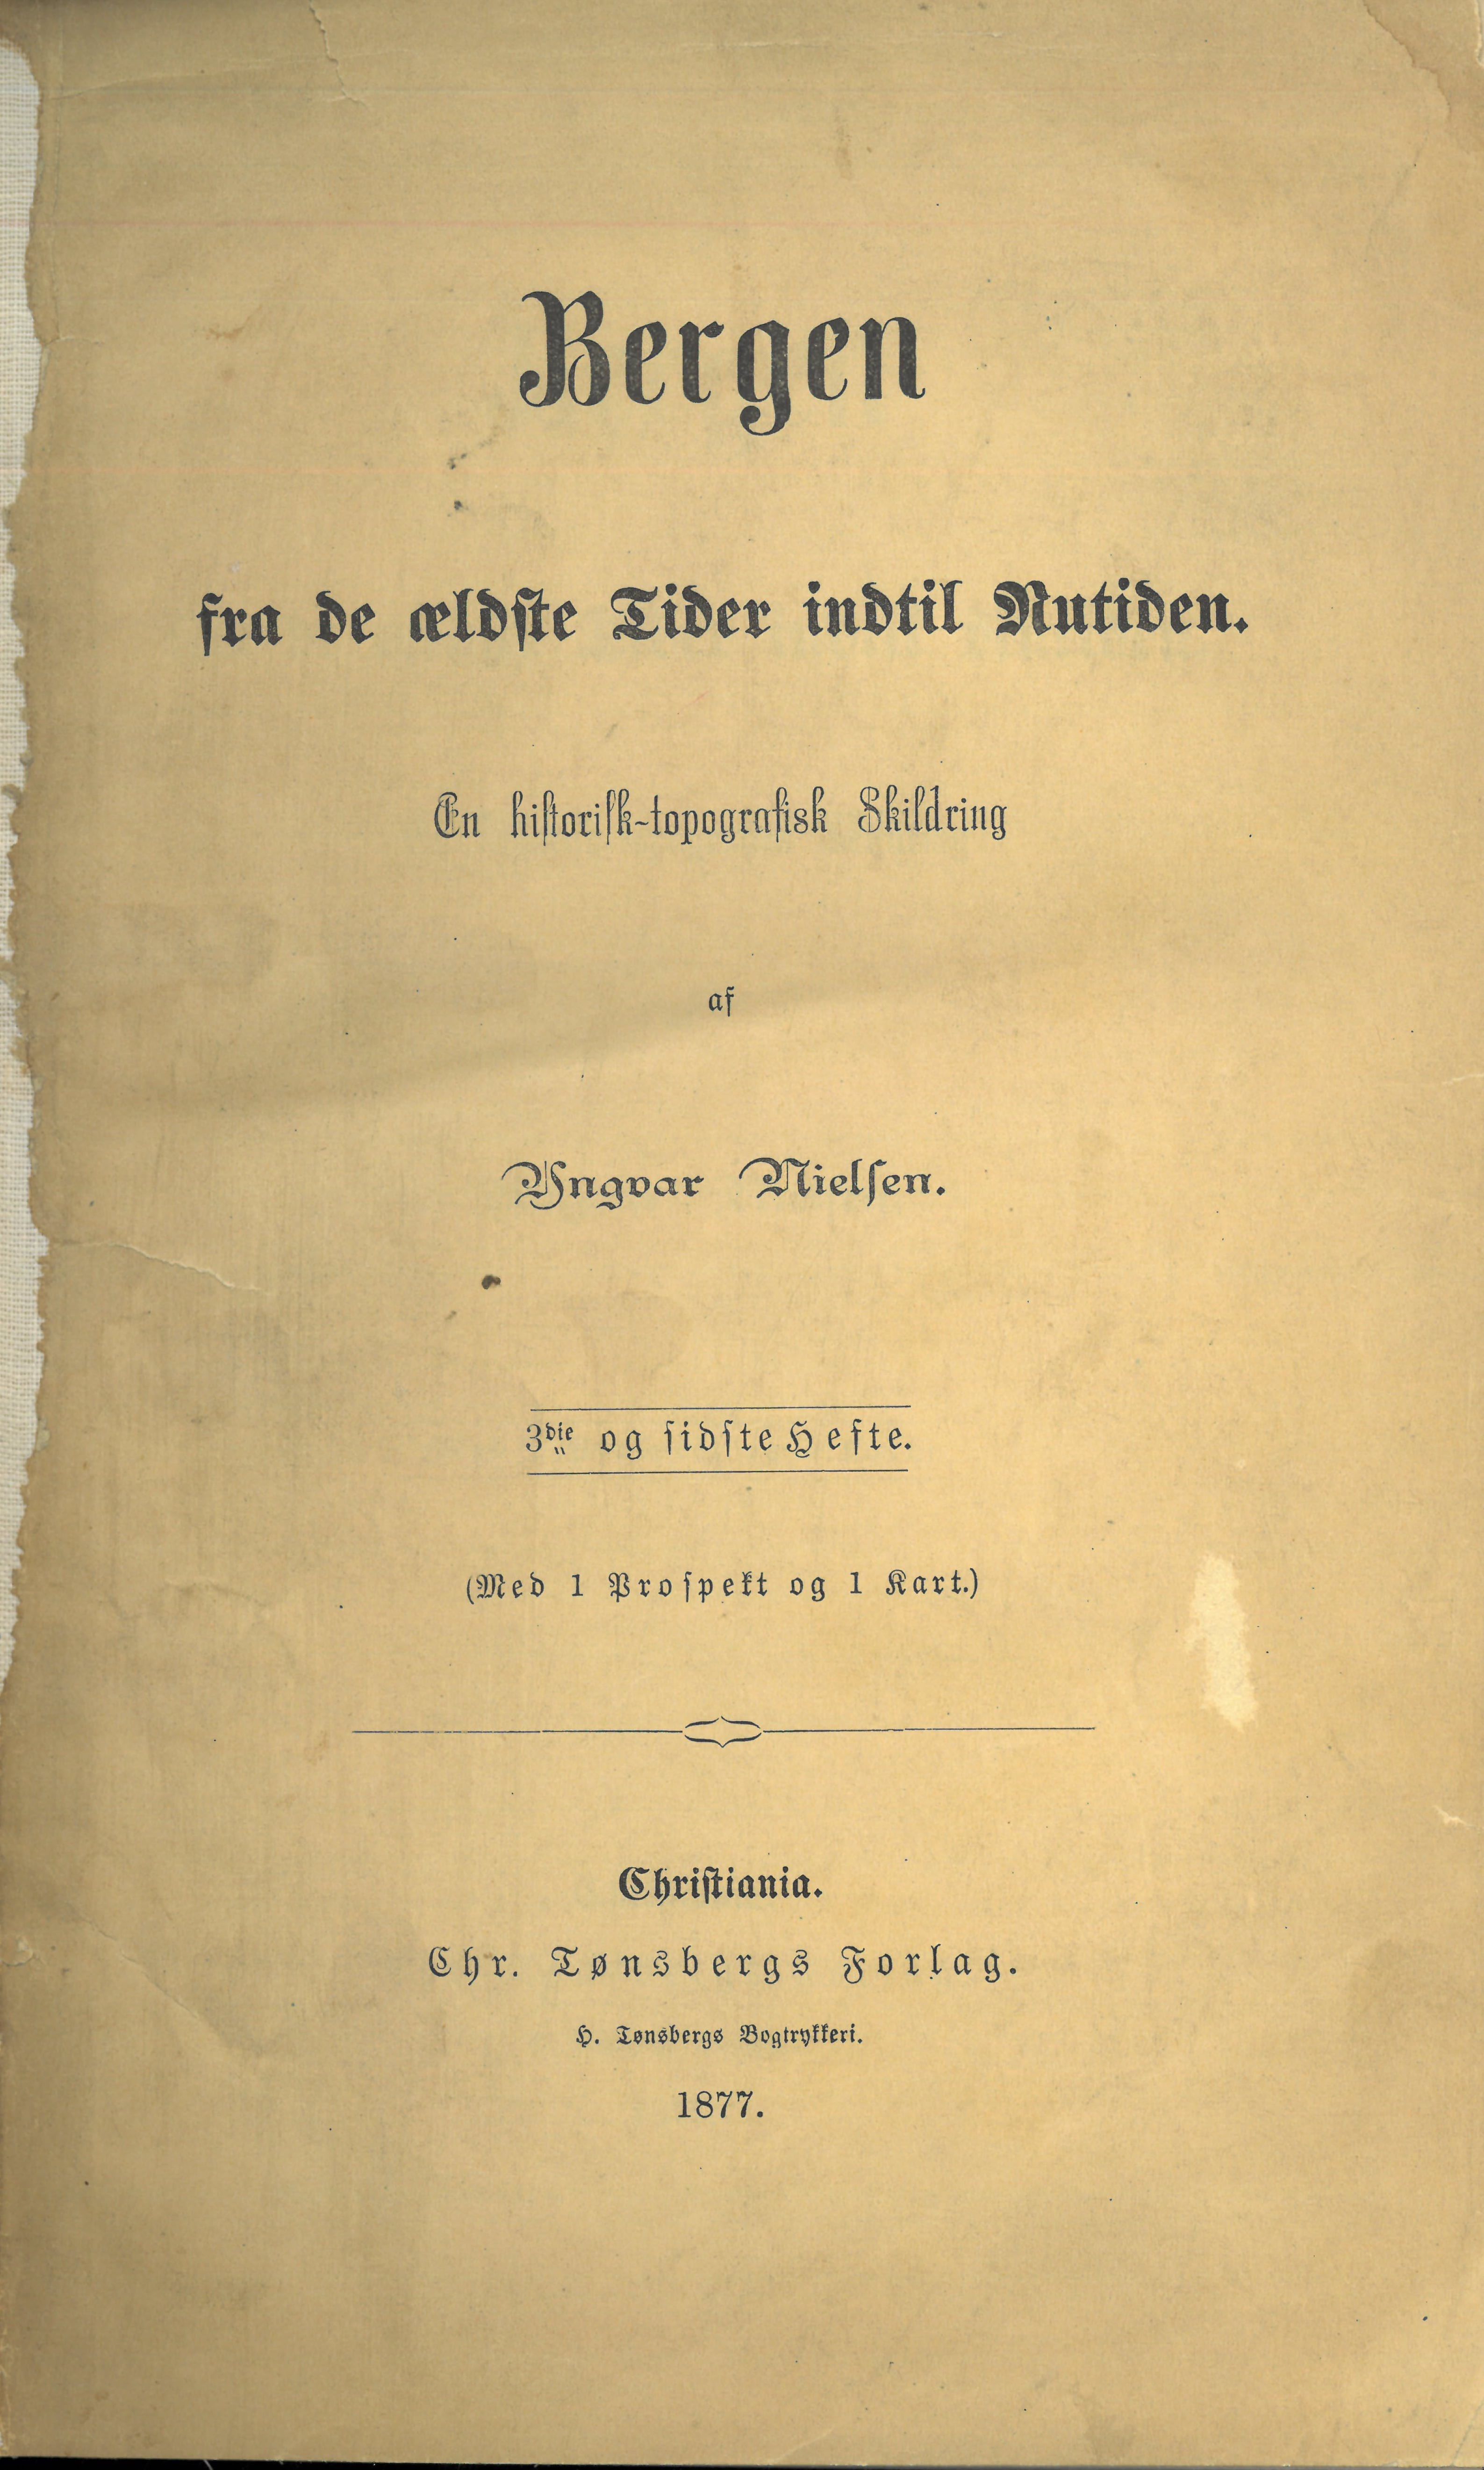 Bergen
fra de ældste Tider indtil Nutiden.
En historisk-topografisk Skildring
af
Yngvar Nielsen.
3die og sidste Hefte.
(Med 1 Prospekt og 1 Kart.)
Christiania.
Chr. Tønsbergs Forlag.
H. Tønsbergs Bogtrykkeri.
1877.